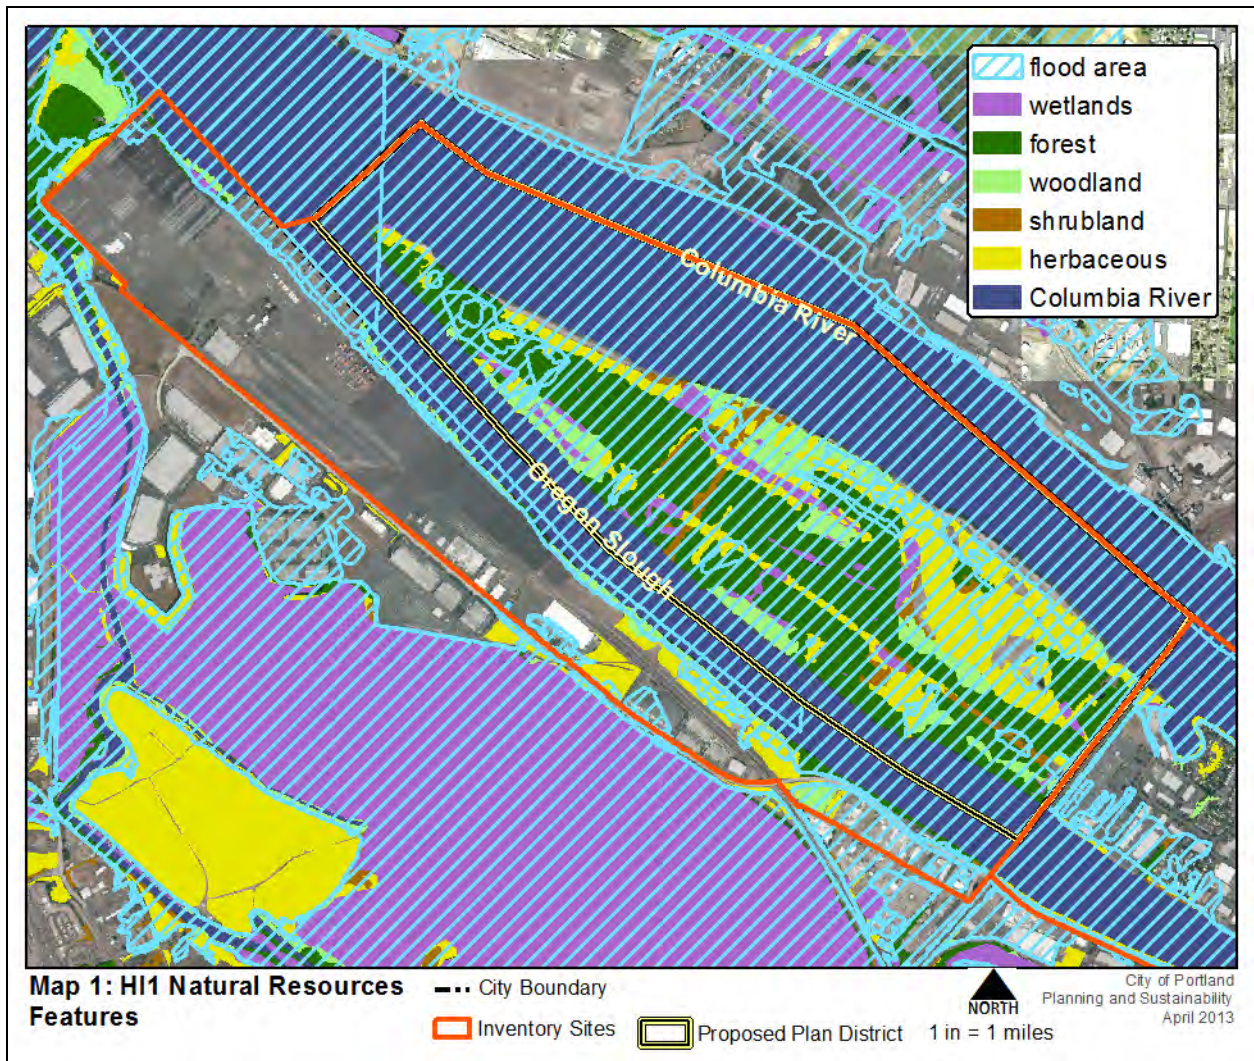 flood area
wetlands
forest
woodland
shrubland
herbaceous
Columbia River
Columbia River
Oregon Slough
Map 1: HI1 Natural Resources
Features
City Boundary
Inventory Sites
Proposed Plan District
1 in = 1 miles
NORTH
City of Portland
Planning and Sustainability
April 2013